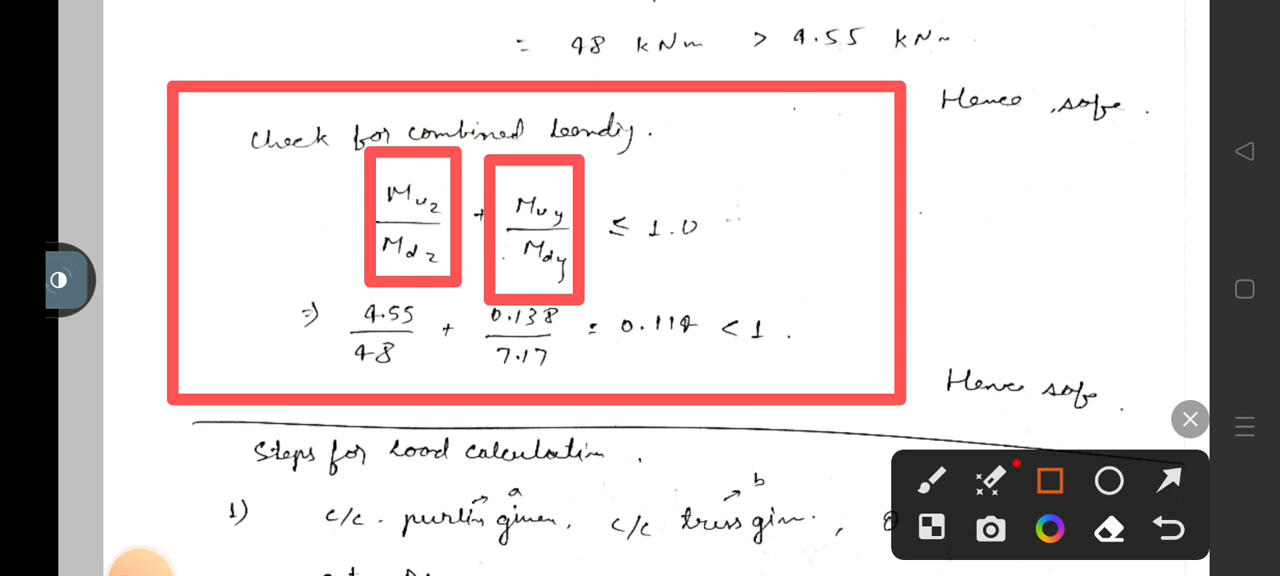 = 48 kNm > 4.55 kNm
Hence safe.
Check for combined loading.
Muz/Mdz + Muy/Mdy ≤ 1.0
⇒ 4.55/48 + 0.138/7.17 = 0.114 < 1.
Hence safe.
Steps for load calculation.
a b
1) c/c. purlin given, c/c truss given. , θ